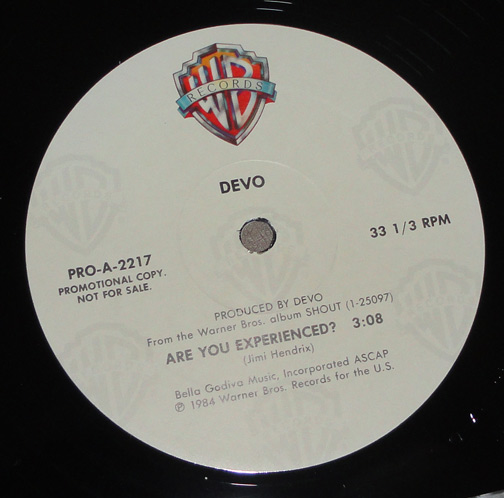 WB
RECORDS
DEVO
33 1/3 RPM
PRO-A-2217
PROMOTIONAL COPY.
NOT FOR SALE.
PRODUCED BY DEVO
From the Warner Bros. album SHOUT (1-25097)
ARE YOU EXPERIENCED? 3:08
(Jimi Hendrix)
Bella Godiva Music, Incorporated ASCAP
℗ 1984 Warner Bros. Records for the U.S.